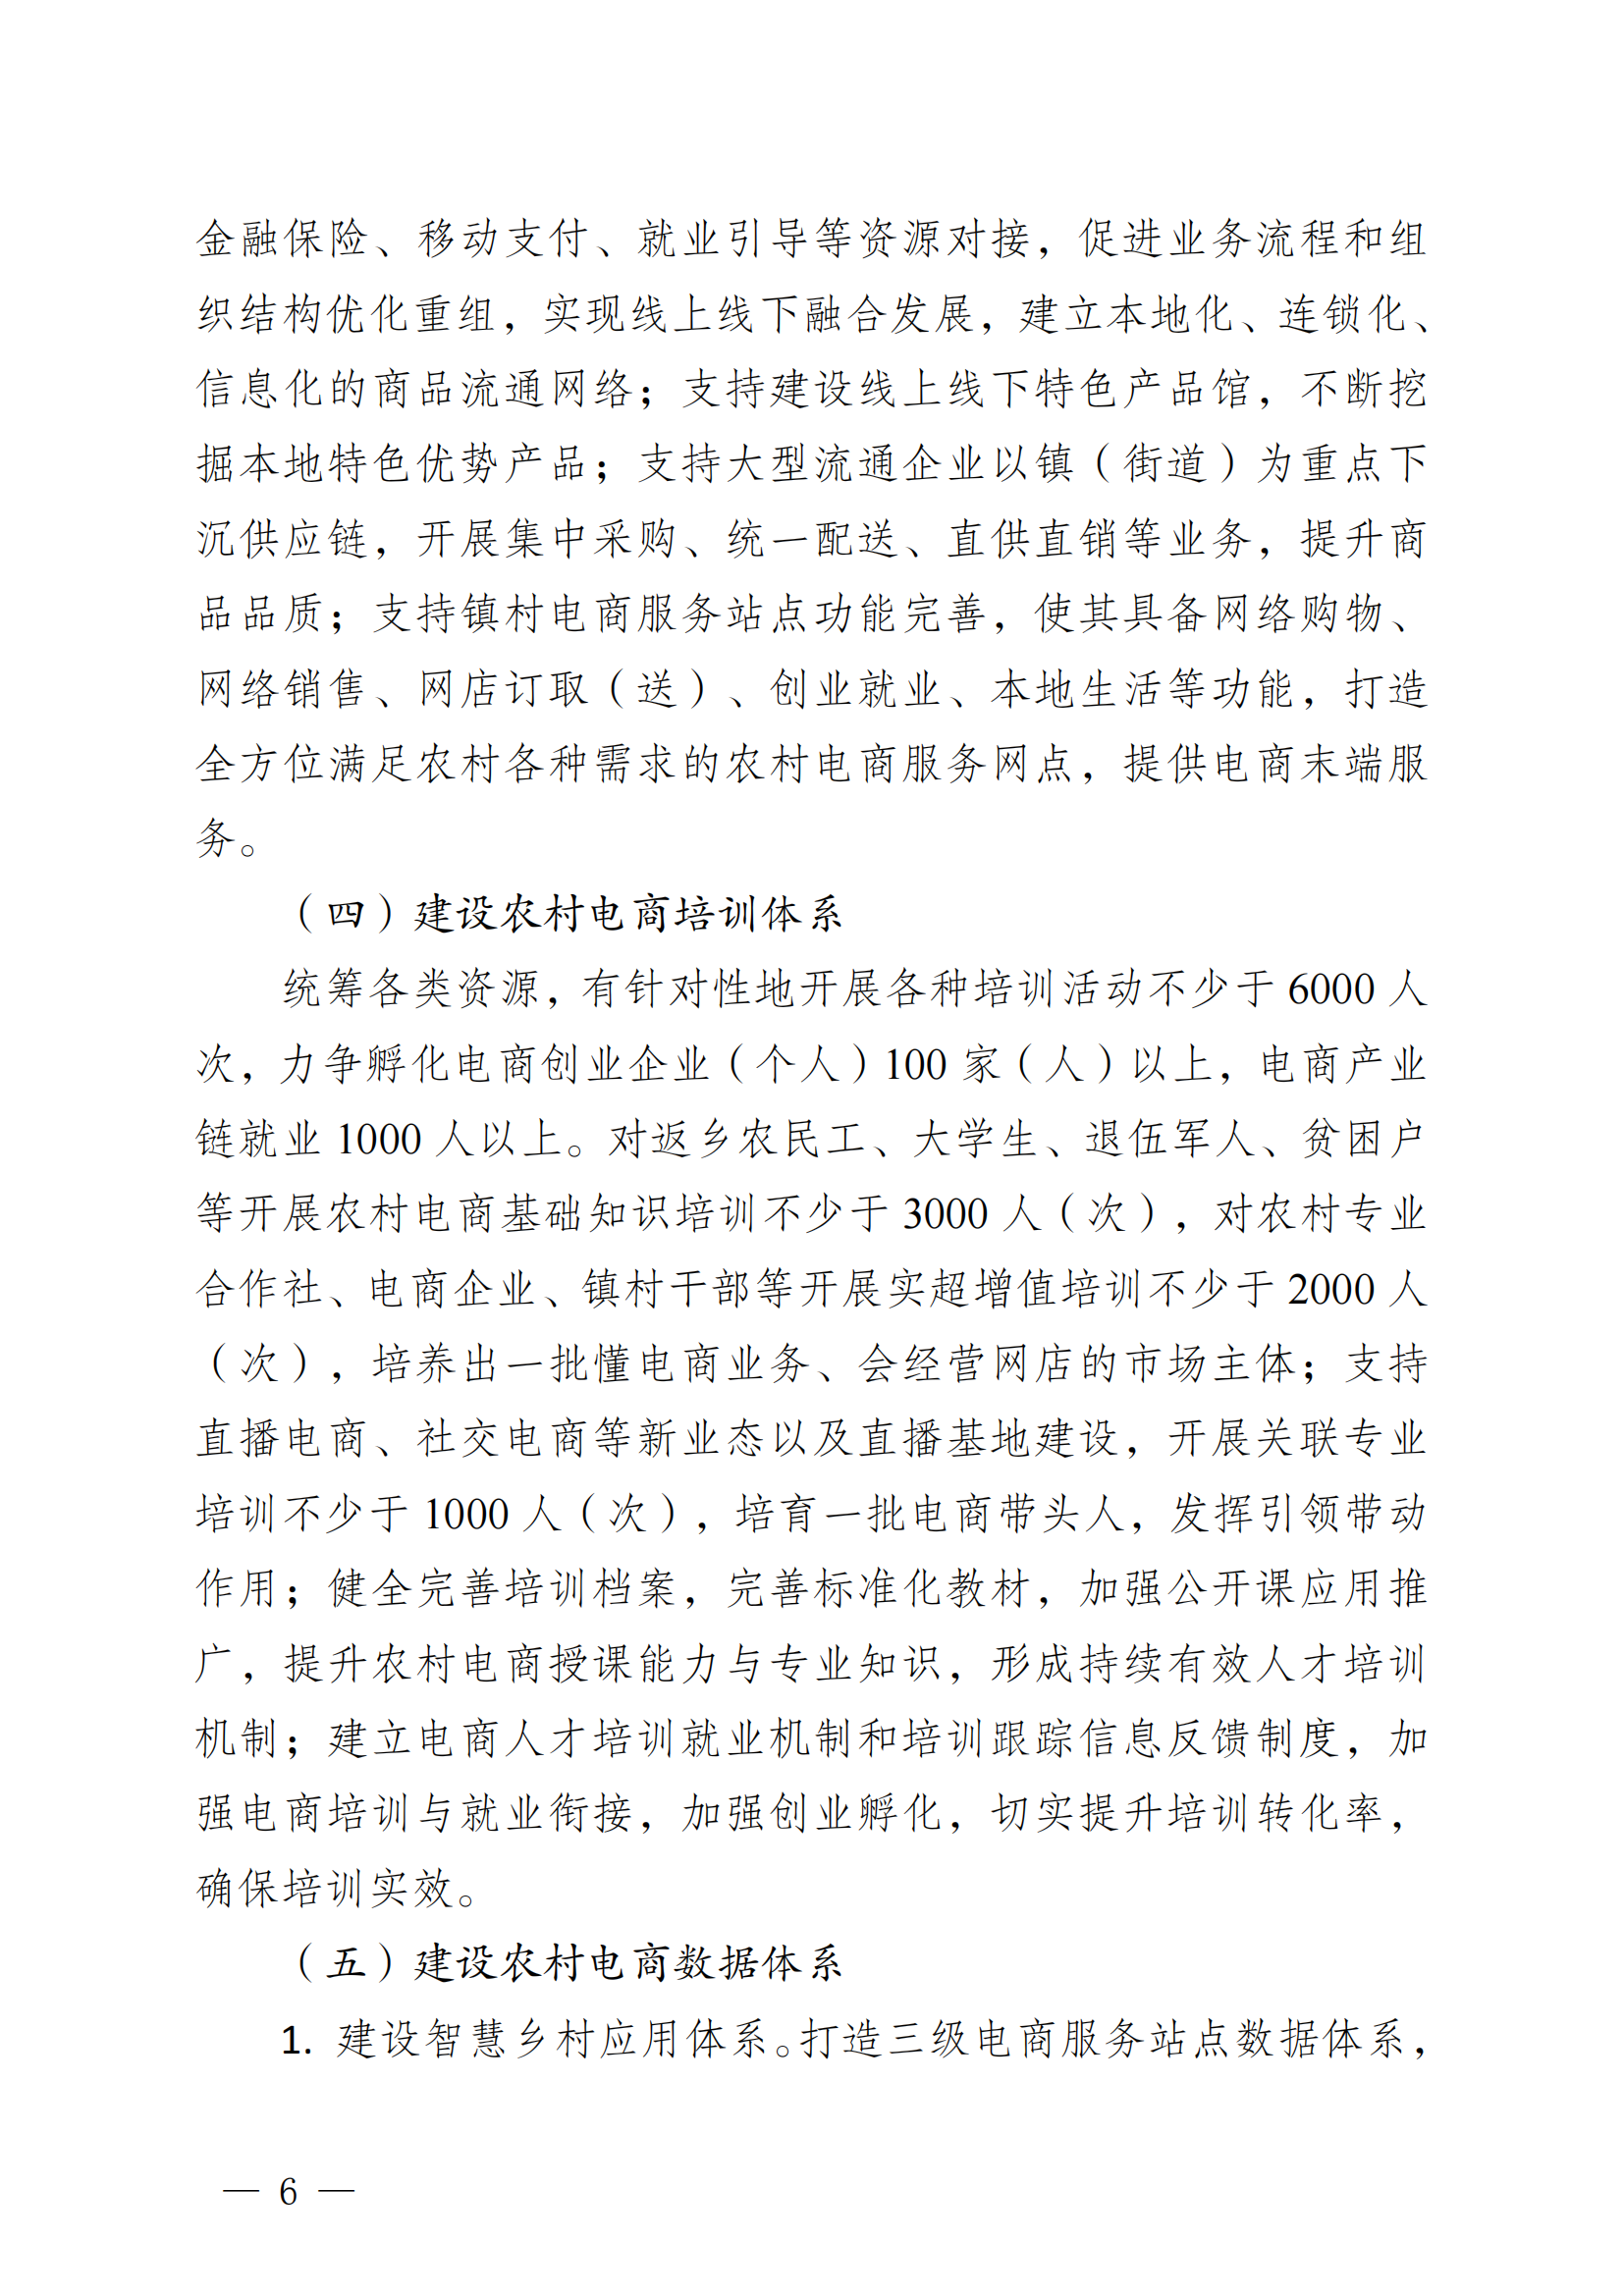 金融保险、移动支付、就业引导等资源对接，促进业务流程和组
织结构优化重组，实现线上线下融合发展，建立本地化、连锁化、
信息化的商品流通网络；支持建设线上线下特色产品馆，不断挖
掘本地特色优势产品；支持大型流通企业以镇（街道）为重点下
沉供应链，开展集中采购、统一配送、直供直销等业务，提升商
品品质；支持镇村电商服务站点功能完善，使其具备网络购物、
网络销售、网店订取（送）、创业就业、本地生活等功能，打造
全方位满足农村各种需求的农村电商服务网点，提供电商末端服
务。
（四）建设农村电商培训体系
统筹各类资源，有针对性地开展各种培训活动不少于 6000 人
次，力争孵化电商创业企业（个人）100 家（人）以上，电商产业
链就业 1000 人以上。对返乡农民工、大学生、退伍军人、贫困户
等开展农村电商基础知识培训不少于 3000 人（次），对农村专业
合作社、电商企业、镇村干部等开展实超增值培训不少于 2000 人
（次），培养出一批懂电商业务、会经营网店的市场主体；支持
直播电商、社交电商等新业态以及直播基地建设，开展关联专业
培训不少于 1000 人（次），培育一批电商带头人，发挥引领带动
作用；健全完善培训档案，完善标准化教材，加强公开课应用推
广，提升农村电商授课能力与专业知识，形成持续有效人才培训
机制；建立电商人才培训就业机制和培训跟踪信息反馈制度，加
强电商培训与就业衔接，加强创业孵化，切实提升培训转化率，
确保培训实效。
（五）建设农村电商数据体系
1. 建设智慧乡村应用体系。打造三级电商服务站点数据体系，
— 6 —